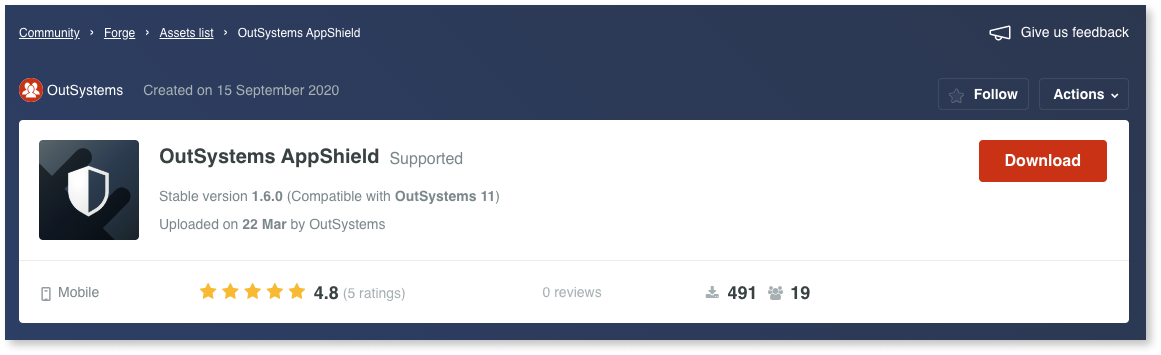 Community › Forge › Assets list › OutSystems AppShield
Give us feedback
OutSystems Created on 15 September 2020
Follow Actions
OutSystems AppShield Supported
Download
Stable version 1.6.0 (Compatible with OutSystems 11)
Uploaded on 22 Mar by OutSystems
Mobile 4.8 (5 ratings) 0 reviews 491 19